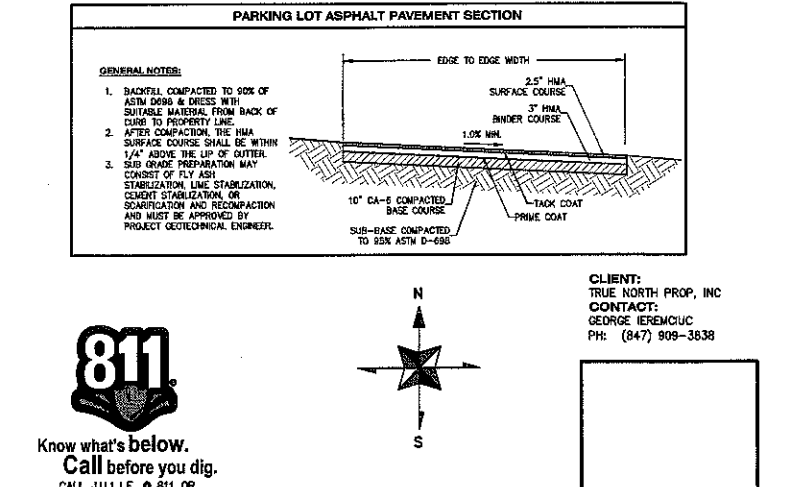 PARKING LOT ASPHALT PAVEMENT SECTION
GENERAL NOTES:
1. BACKFILL COMPACTED TO 90% OF
ASTM D698 & DRESS WITH
SUITABLE MATERIAL FROM BACK OF
CURB TO PROPERTY LINE.
2. AFTER COMPACTION, THE HMA
SURFACE COURSE SHALL BE WITHIN
1/4" ABOVE THE LIP OF GUTTER.
3. SUB GRADE PREPARATION MAY
CONSIST OF FLY ASH
STABILIZATION, LIME STABILIZATION,
CEMENT STABILIZATION, OR
SCARIFICATION AND RECOMPACTION
AND MUST BE APPROVED BY
PROJECT GEOTECHNICAL ENGINEER.
EDGE TO EDGE WIDTH
2.5" HMA
SURFACE COURSE
3" HMA
BINDER COURSE
1.0% MIN.
10" CA-6 COMPACTED
BASE COURSE
TACK COAT
PRIME COAT
SUB-BASE COMPACTED
TO 95% ASTM D-698
CLIENT:
TRUE NORTH PROP, INC
CONTACT:
GEORGE IEREMCIUC
PH: (847) 909-3838
N
S
811
Know what's below.
Call before you dig.
CALL JULIE @ 811 OR